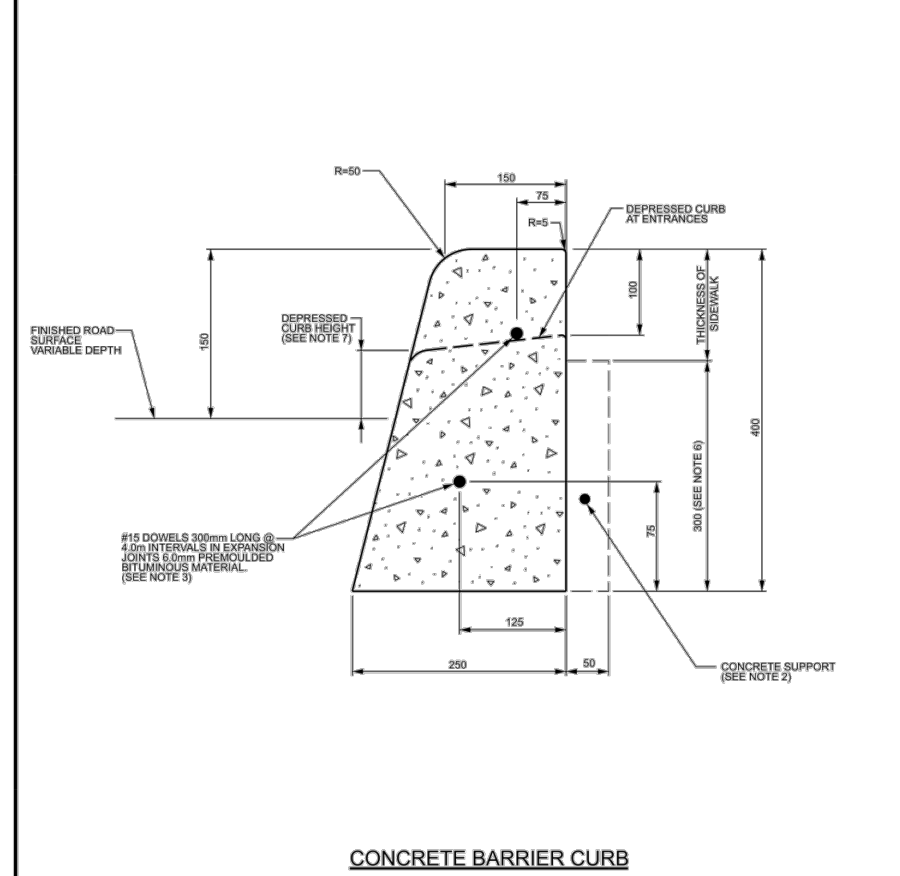 R=50
150
75
R=5
DEPRESSED CURB
AT ENTRANCES
150
FINISHED ROAD
SURFACE
VARIABLE DEPTH
DEPRESSED
CURB HEIGHT
(SEE NOTE 7)
100
THICKNESS OF
SIDEWALK
300 (SEE NOTE 6)
400
75
#15 DOWELS 300mm LONG @
4.0m INTERVALS IN EXPANSION
JOINTS 6.0mm PREMOULDED
BITUMINOUS MATERIAL.
(SEE NOTE 3)
125
250
50
CONCRETE SUPPORT
(SEE NOTE 2)
CONCRETE BARRIER CURB